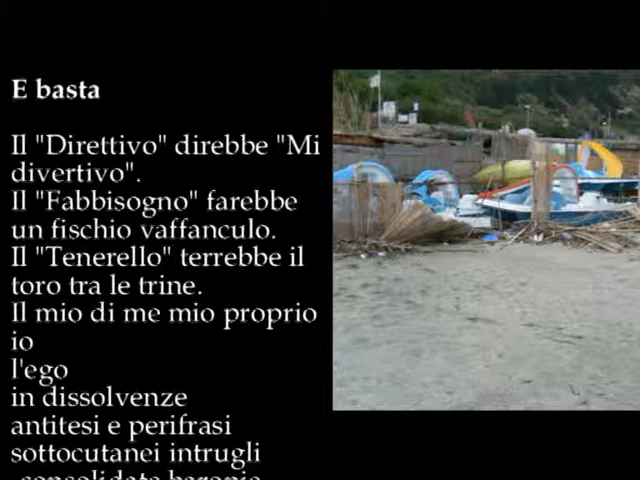 E basta
Il "Direttivo" direbbe "Mi
divertivo".
Il "Fabbisogno" farebbe
un fischio vaffanculo.
Il "Tenerello" terrebbe il
toro tra le trine.
Il mio di me mio proprio
io
l'ego
in dissolvenze
antitesi e perifrasi
sottocutanei intrugli